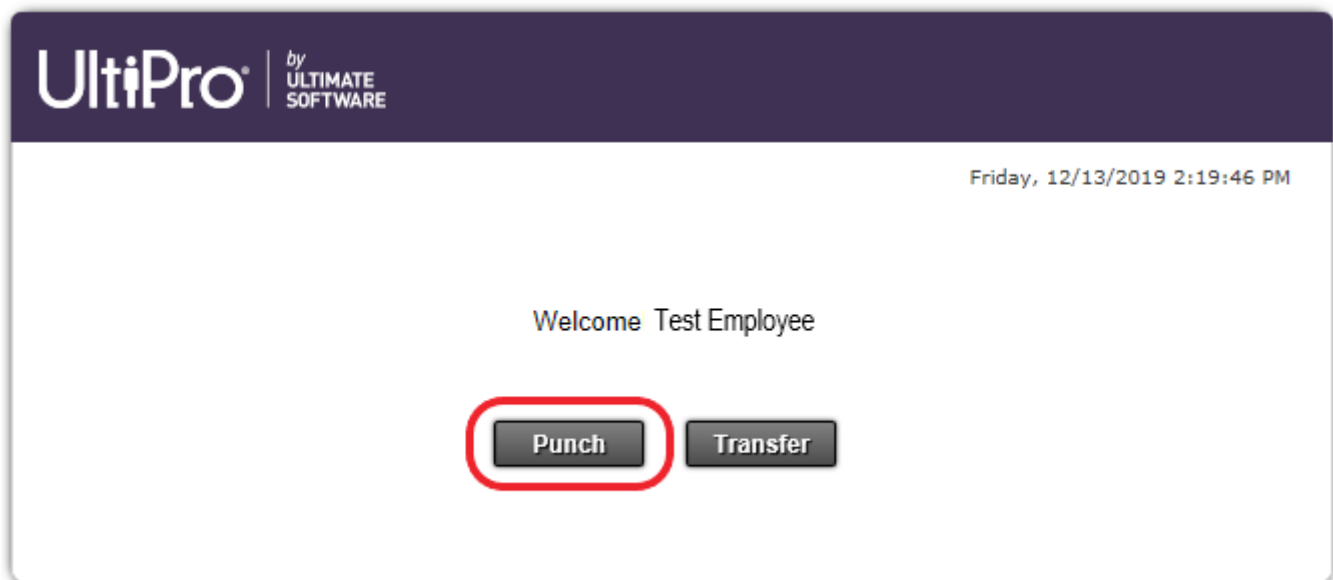 UltiPro by
ULTIMATE
SOFTWARE
Friday, 12/13/2019 2:19:46 PM
Welcome Test Employee
Punch Transfer